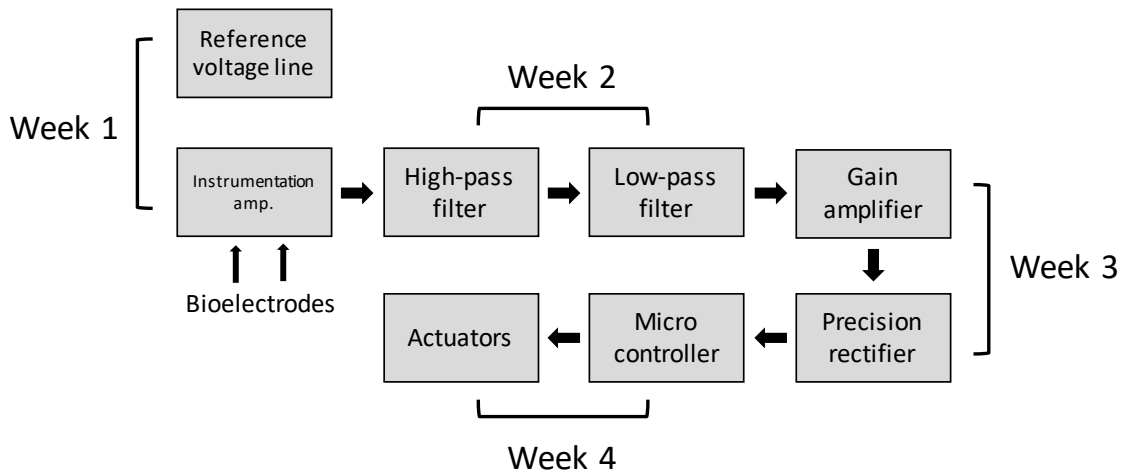 Reference
voltage line
Week 1
Week 2
Instrumentation
amp.
High-pass
filter
Low-pass
filter
Gain
amplifier
Bioelectrodes
Week 3
Actuators
Micro
controller
Precision
rectifier
Week 4